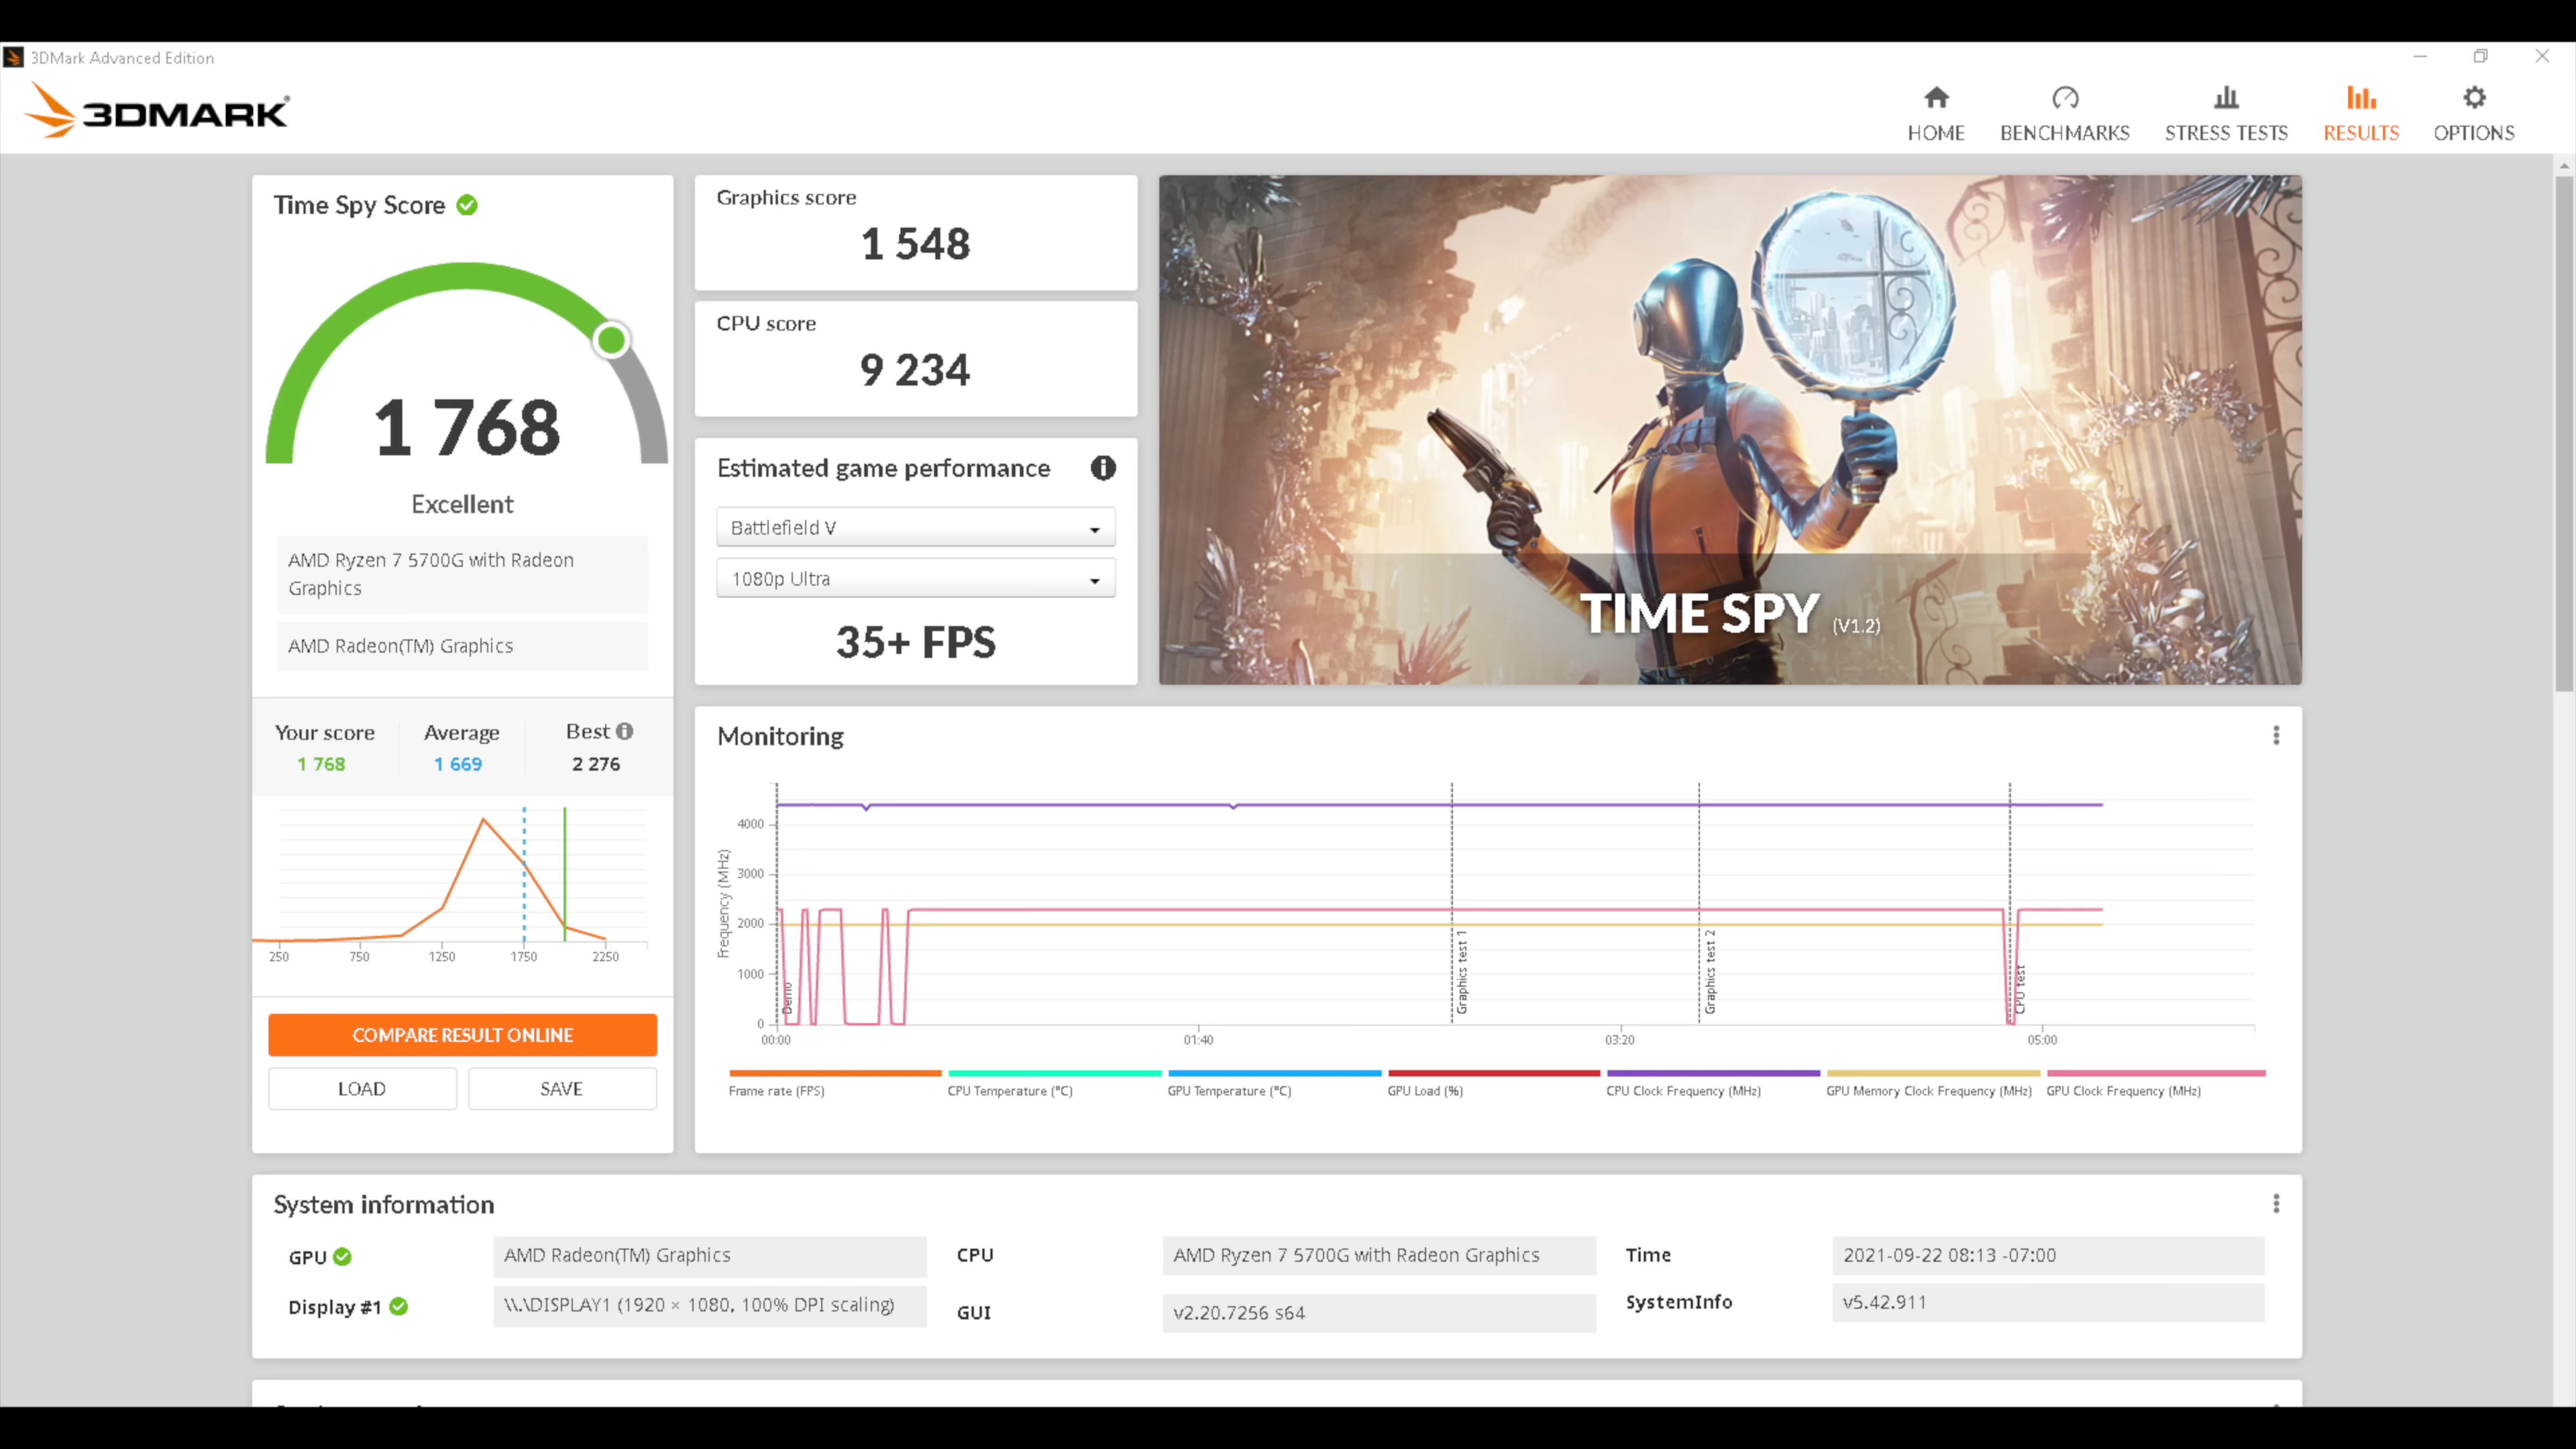 3DMark Advanced Edition
3DMARK®
HOME
BENCHMARKS
STRESS TESTS
RESULTS
OPTIONS
Time Spy Score
1 768
Excellent
AMD Ryzen 7 5700G with Radeon
Graphics
AMD Radeon(TM) Graphics
Your score
1 768
Average
1 669
Best
2 276
250 750 1250 1750 2250
COMPARE RESULT ONLINE
LOAD
SAVE
Graphics score
1 548
CPU score
9 234
Estimated game performance
Battlefield V
1080p Ultra
35+ FPS
TIME SPY (V1.2)
Monitoring
Frequency (MHz)
4000
3000
2000
1000
0
Demo
Graphics test 1
Graphics test 2
CPU test
00:00 01:40 03:20 05:00
Frame rate (FPS)
CPU Temperature (°C)
GPU Temperature (°C)
GPU Load (%)
CPU Clock Frequency (MHz)
GPU Memory Clock Frequency (MHz)
GPU Clock Frequency (MHz)
System information
GPU
AMD Radeon(TM) Graphics
Display #1
\\.\DISPLAY1 (1920 × 1080, 100% DPI scaling)
CPU
AMD Ryzen 7 5700G with Radeon Graphics
GUI
v2.20.7256 s64
Time
2021-09-22 08:13 -07:00
SystemInfo
v5.42.911